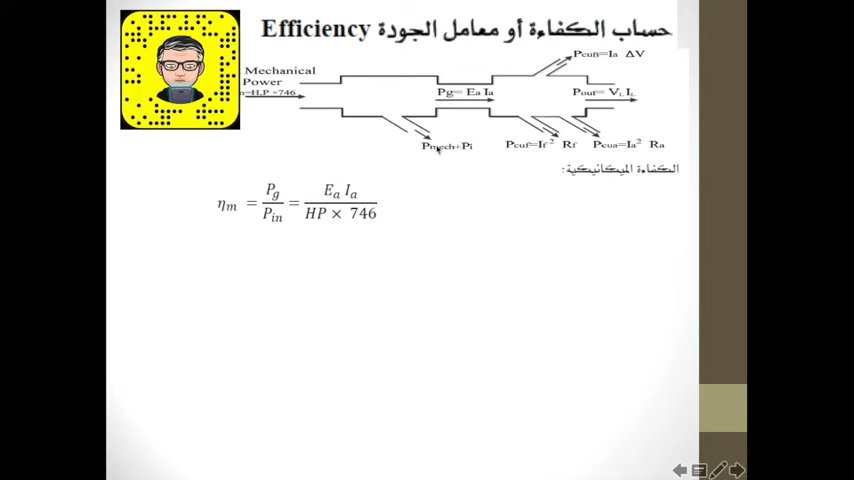 حساب الكفاءة أو معامل الجودة Efficiency
Pcun=Ia ΔV
Mechanical
Power
n=H.P ×746
Pg= Ea Ia
Pout= VL IL
Pmech+Pi
Pcuf=If² Rf
Pcua=Ia² Ra
الكفاءة الميكانيكية:
ηm = Pg / Pin = Ea Ia / HP × 746